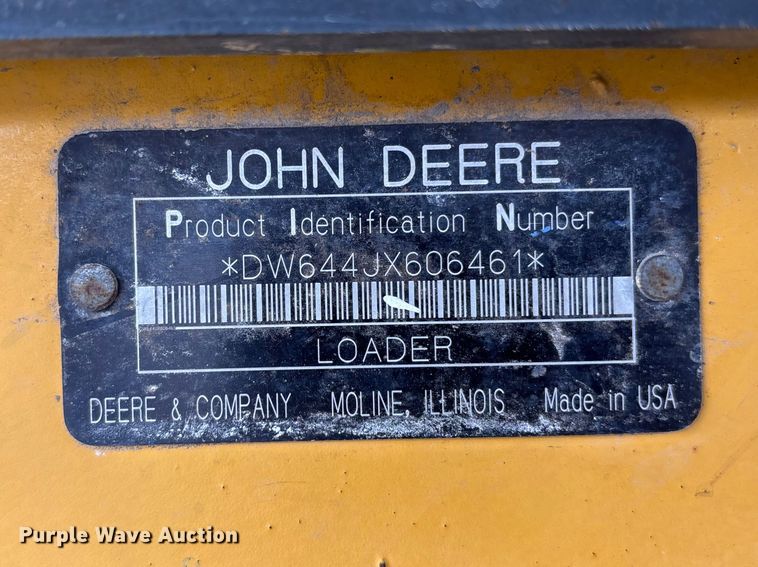 JOHN DEERE
Product Identification Number
*DW644JX606461*
LOADER
DEERE & COMPANY MOLINE, ILLINOIS Made in USA
Purple Wave Auction